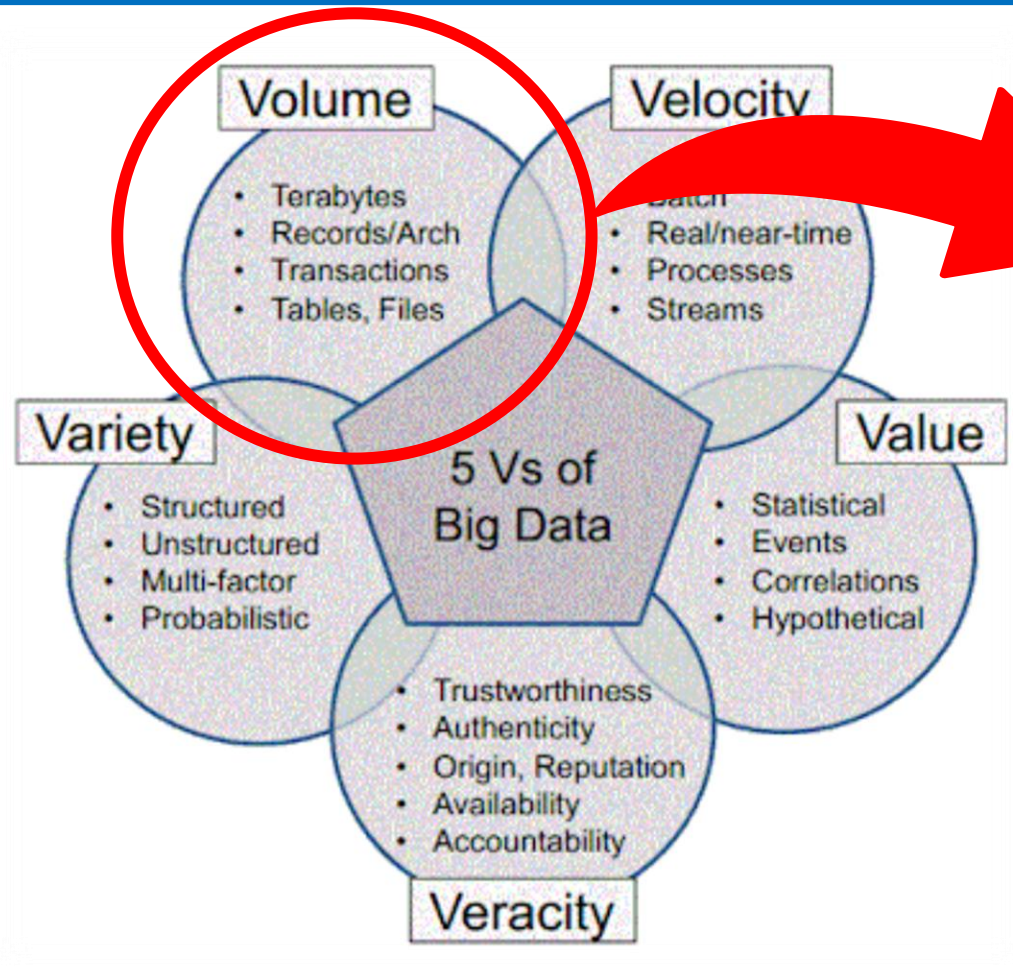 Volume
• Terabytes
• Records/Arch
• Transactions
• Tables, Files
Velocity
• Batch
• Real/near-time
• Processes
• Streams
Variety
• Structured
• Unstructured
• Multi-factor
• Probabilistic
5 Vs of
Big Data
Value
• Statistical
• Events
• Correlations
• Hypothetical
• Trustworthiness
• Authenticity
• Origin, Reputation
• Availability
• Accountability
Veracity